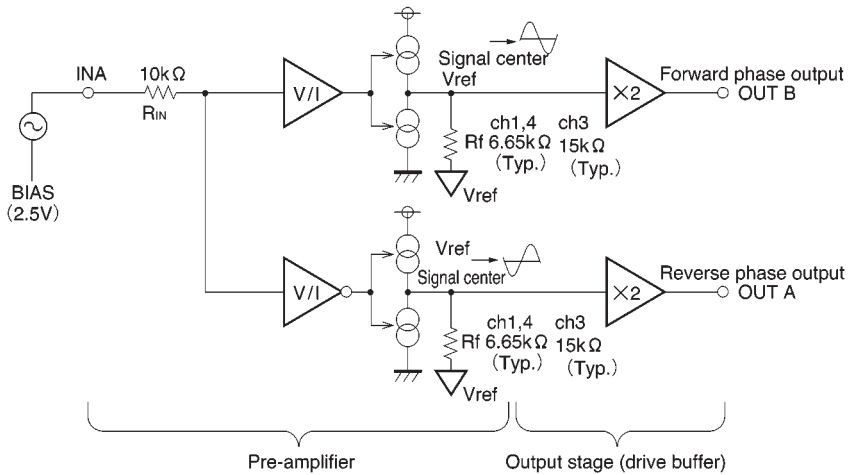 INA
10kΩ
RIN
BIAS
(2.5V)
V/I
Signal center
Vref
ch1,4 ch3
Rf 6.65kΩ 15kΩ
(Typ.) (Typ.)
Vref
×2
Forward phase output
OUT B
V/I
Vref
Signal center
ch1,4 ch3
Rf 6.65kΩ 15kΩ
(Typ.) (Typ.)
Vref
×2
Reverse phase output
OUT A
Pre-amplifier
Output stage (drive buffer)